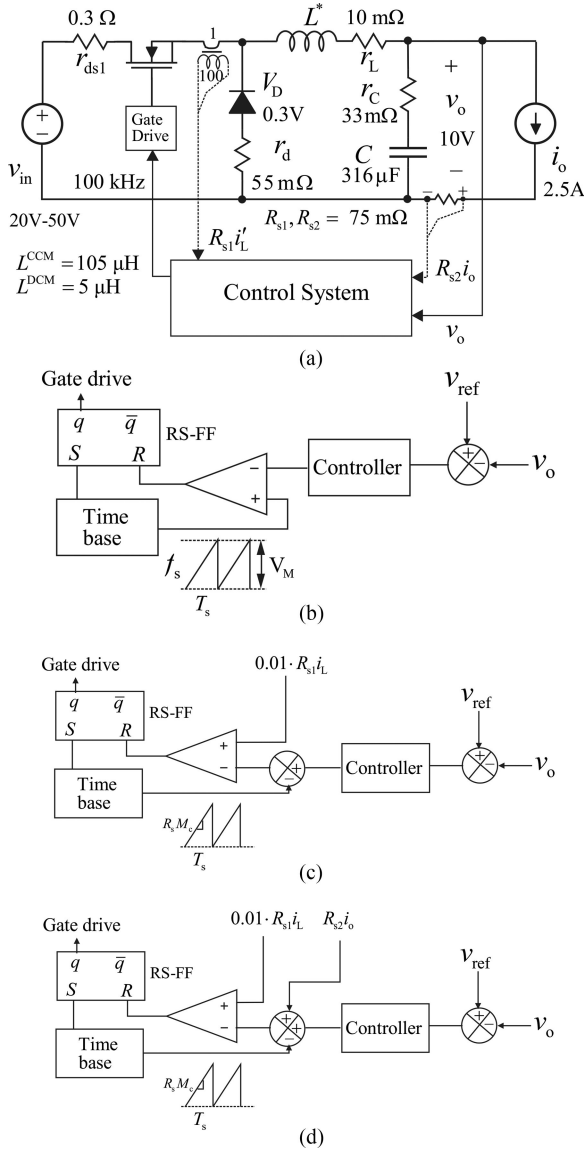 0.3 Ω
r_ds1
1
100
L*
10 mΩ
r_L
V_D
0.3V
r_C
33mΩ
+
v_o
10V
−
Gate
Drive
v_in
r_d
C
316 μF
i_o
2.5A
100 kHz
55 mΩ
20V-50V
R_s1, R_s2 = 75 mΩ
R_s1 i'_L
R_s2 i_o
L^CCM = 105 μH
L^DCM = 5 μH
Control System
v_o
(a)
Gate drive
v_ref
q q̄
RS-FF
S R
−
+
Controller
+
−
v_o
Time
base
f_s
V_M
T_s
(b)
Gate drive
0.01·R_s1 i_L
v_ref
q q̄
RS-FF
S R
+
−
+
−
Controller
+
−
v_o
Time
base
R_s M_c
T_s
(c)
Gate drive
0.01·R_s1 i_L
R_s2 i_o
v_ref
q q̄
RS-FF
S R
+
−
+
+
−
Controller
+
−
v_o
Time
base
R_s M_c
T_s
(d)